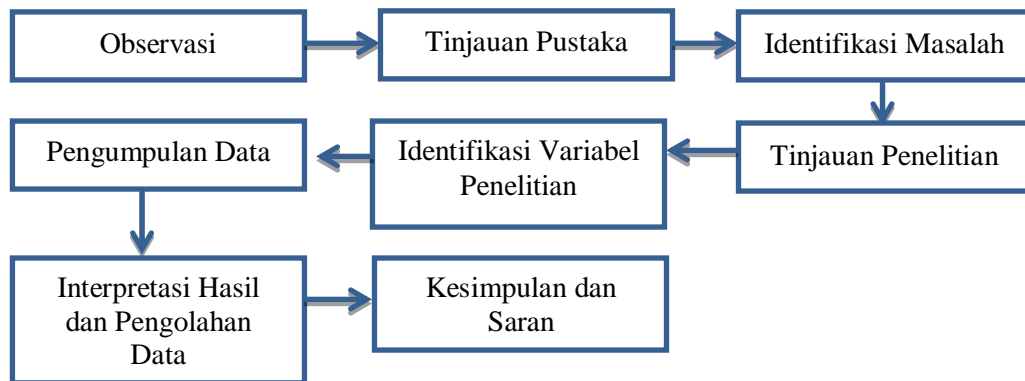 Observasi
Tinjauan Pustaka
Identifikasi Masalah
Tinjauan Penelitian
Identifikasi Variabel
Penelitian
Pengumpulan Data
Interpretasi Hasil
dan Pengolahan
Data
Kesimpulan dan
Saran